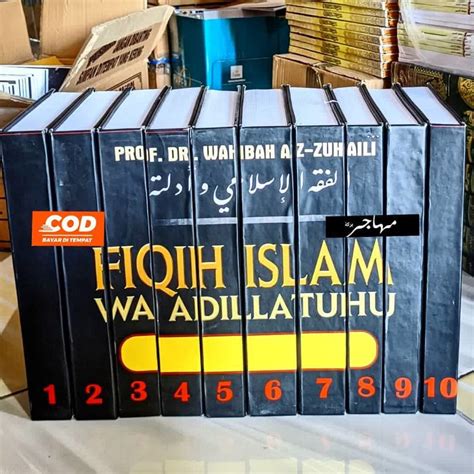 PROF. DR. WAHBAH AZ-ZUHAILI
الفقه الإسلامي وأدلته
COD
BAYAR DI TEMPAT
مهاجر
FIQIH ISLAM
WA ADILLATUHU
1 2 3 4 5 6 7 8 9 10